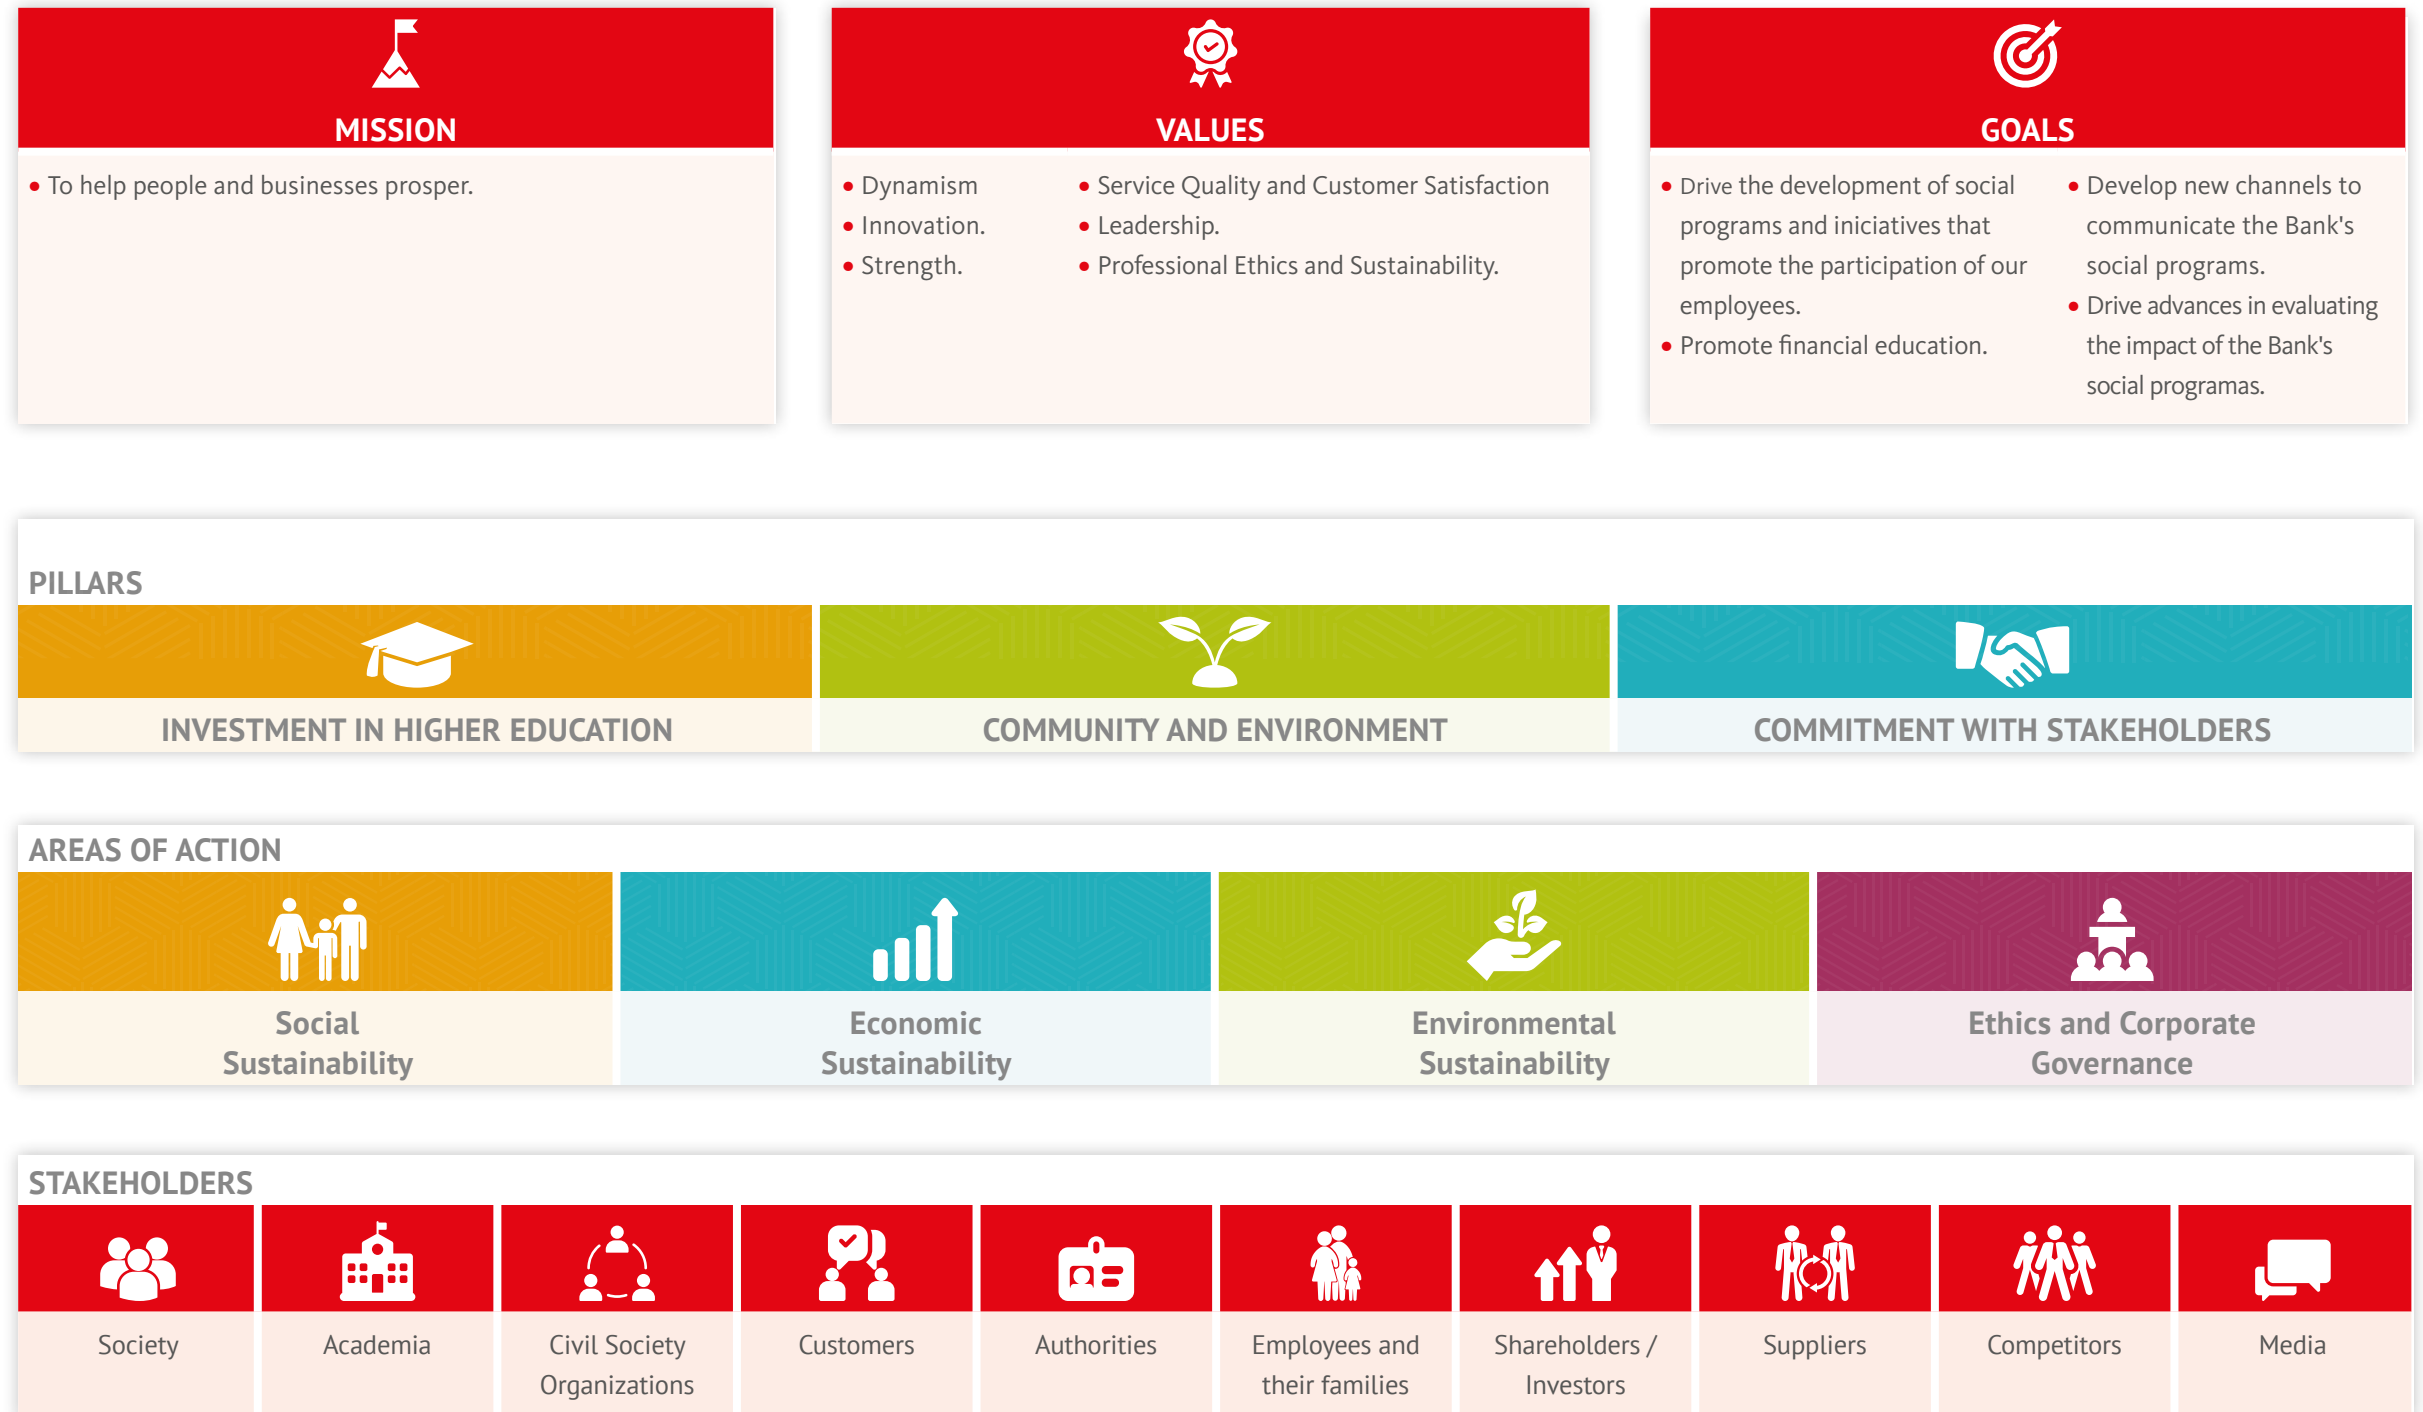 MISSION
• To help people and businesses prosper.
VALUES
• Dynamism
• Innovation.
• Strength.
• Service Quality and Customer Satisfaction
• Leadership.
• Professional Ethics and Sustainability.
GOALS
• Drive the development of social
programs and iniciatives that
promote the participation of our
employees.
• Promote financial education.
• Develop new channels to
communicate the Bank's
social programs.
• Drive advances in evaluating
the impact of the Bank's
social programas.
PILLARS
INVESTMENT IN HIGHER EDUCATION
COMMUNITY AND ENVIRONMENT
COMMITMENT WITH STAKEHOLDERS
AREAS OF ACTION
Social
Sustainability
Economic
Sustainability
Environmental
Sustainability
Ethics and Corporate
Governance
STAKEHOLDERS
Society
Academia
Civil Society
Organizations
Customers
Authorities
Employees and
their families
Shareholders /
Investors
Suppliers
Competitors
Media